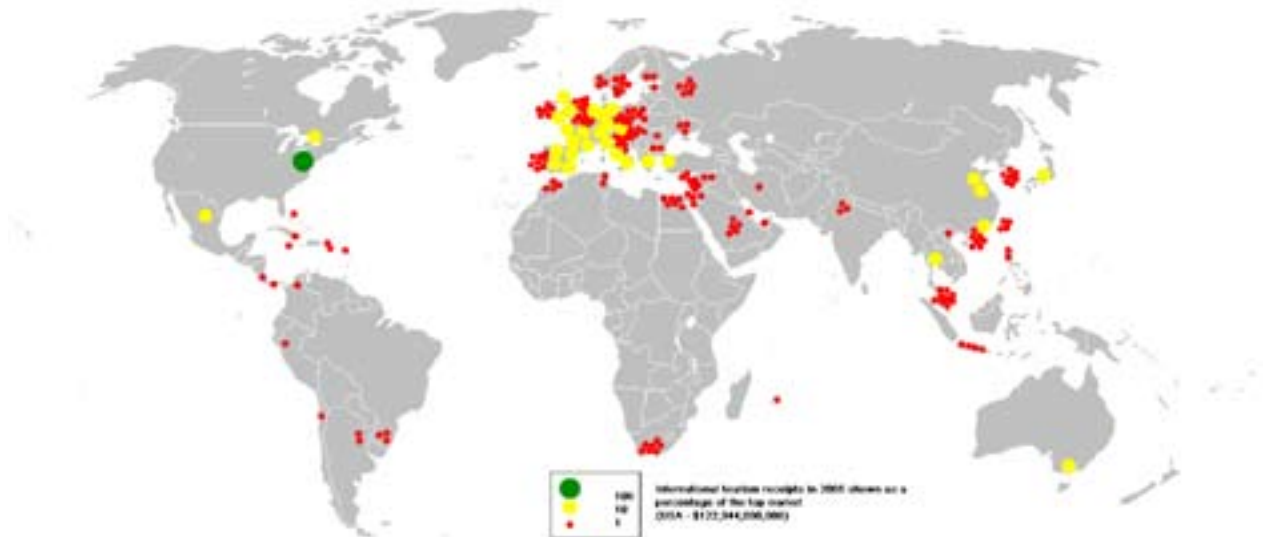 100
10
1
International tourism receipts in 2005 shown as a
percentage of the top market
(USA - $122,944,000,000)